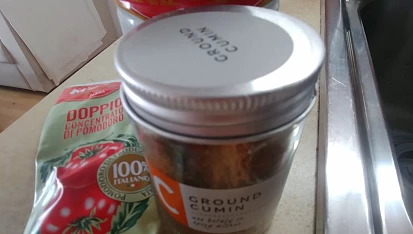 GROUND
CUMIN
DOPPIO
CONCENTRATO
DI POMODORO
100%
ITALIANO
C
GROUND
CUMIN